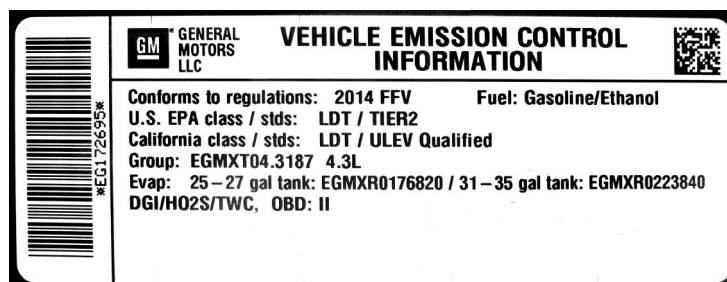 *EG172695*
GM
GENERAL
MOTORS
LLC
VEHICLE EMISSION CONTROL
INFORMATION
Conforms to regulations: 2014 FFV Fuel: Gasoline/Ethanol
U.S. EPA class / stds: LDT / TIER2
California class / stds: LDT / ULEV Qualified
Group: EGMXT04.3187 4.3L
Evap: 25-27 gal tank: EGMXR0176820 / 31-35 gal tank: EGMXR0223840
DGI/HO2S/TWC, OBD: II